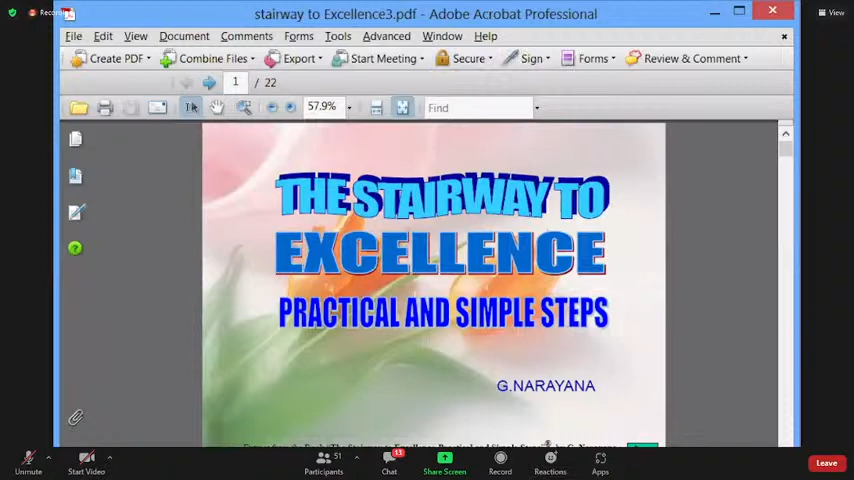 Recording
stairway to Excellence3.pdf - Adobe Acrobat Professional
View
File Edit View Document Comments Forms Tools Advanced Window Help
Create PDF Combine Files Export Start Meeting Secure Sign Forms Review & Comment
1 / 22
57.9% Find
THE STAIRWAY TO
EXCELLENCE
PRACTICAL AND SIMPLE STEPS
G.NARAYANA
51 13
Unmute Start Video Participants Chat Share Screen Record Reactions Apps Leave